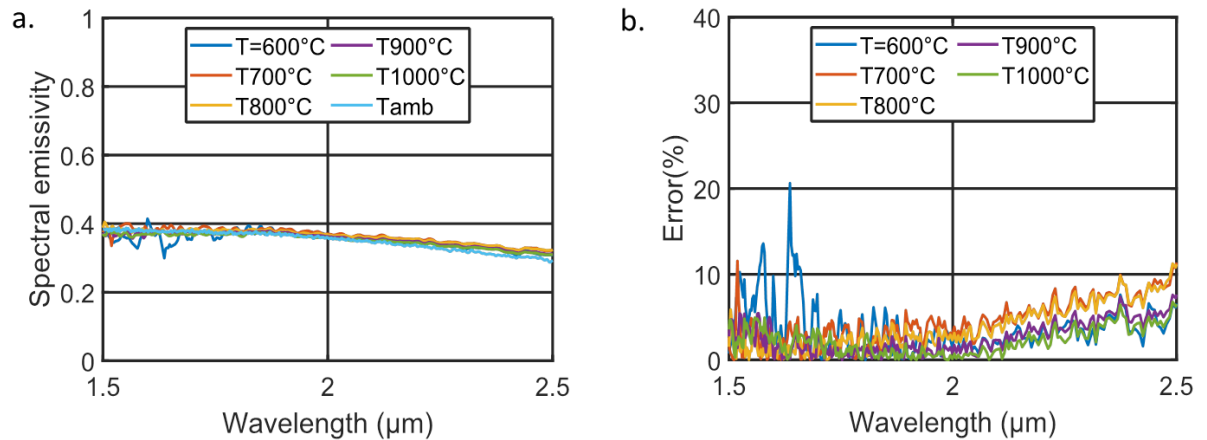 a.
1
0.8
0.6
0.4
0.2
0
Spectral emissivity
T=600°C T900°C
T700°C T1000°C
T800°C Tamb
1.5 2 2.5
Wavelength (μm)
b.
40
30
20
10
0
Error(%)
T=600°C T900°C
T700°C T1000°C
T800°C
1.5 2 2.5
Wavelength (μm)